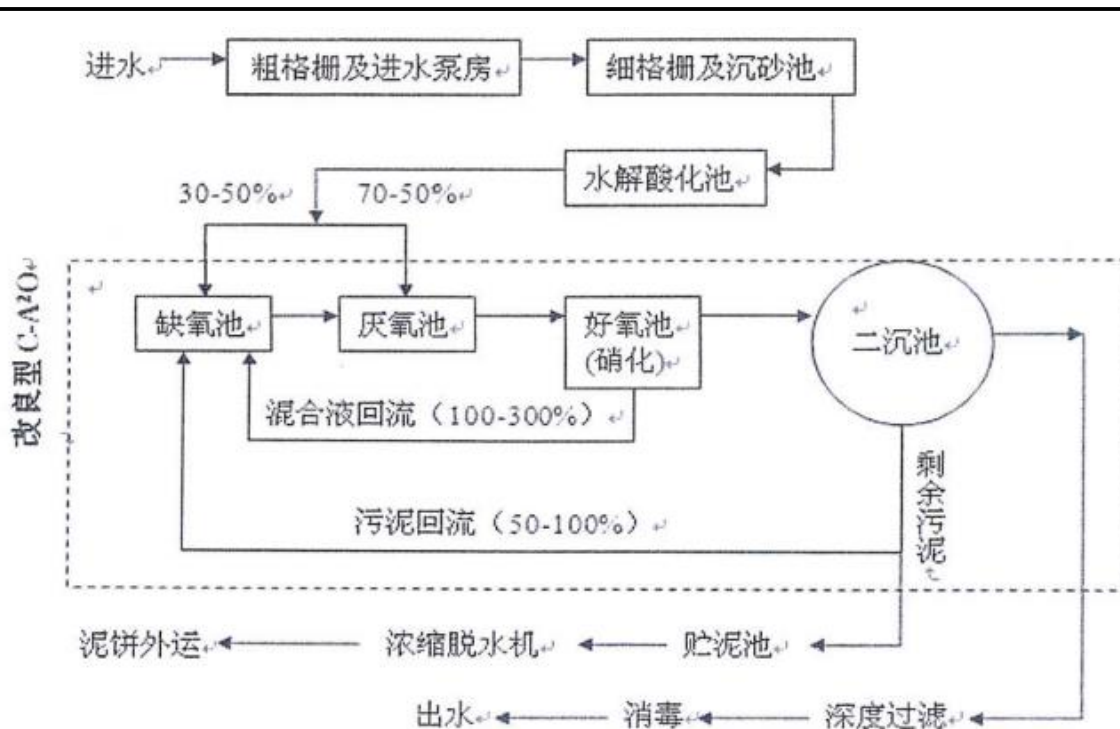 进水
粗格栅及进水泵房
细格栅及沉砂池
水解酸化池
30-50%
70-50%
改良型 C-A²O
缺氧池
厌氧池
好氧池
(硝化)
二沉池
混合液回流（100-300%）
污泥回流（50-100%）
剩余污泥
泥饼外运
浓缩脱水机
贮泥池
出水
消毒
深度过滤